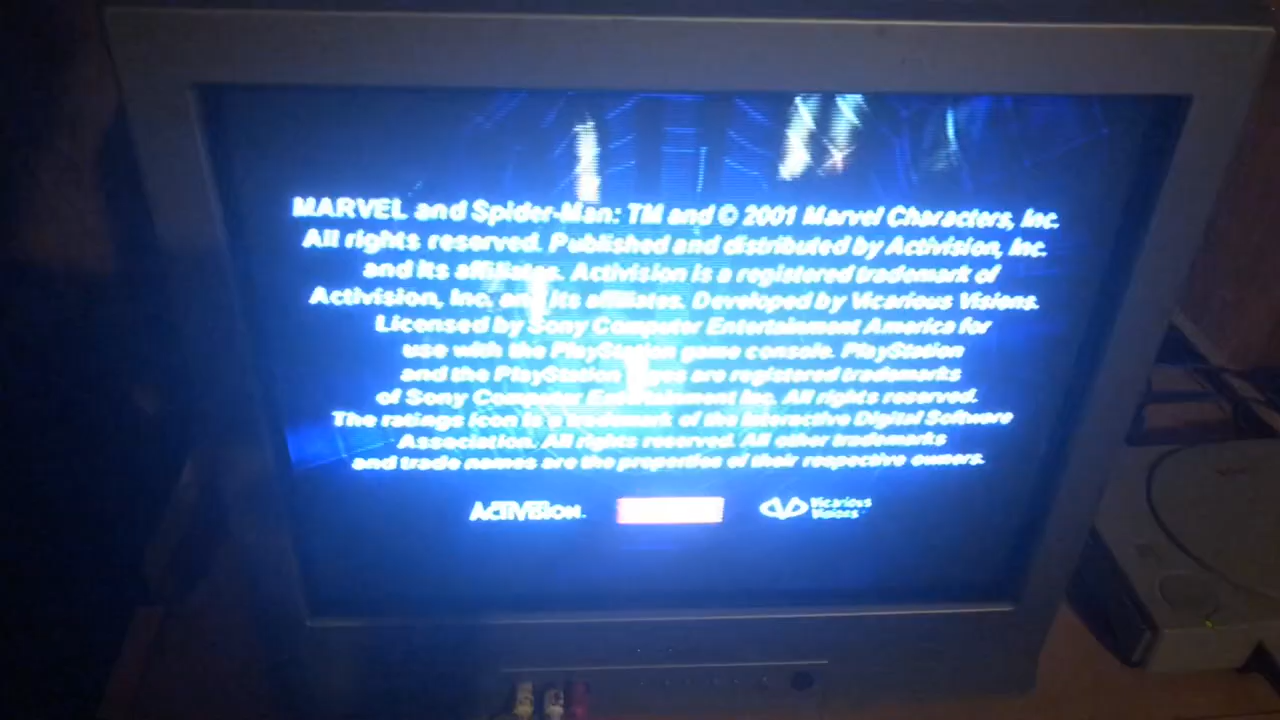 MARVEL and Spider-Man: TM and © 2001 Marvel Characters, Inc.
All rights reserved. Published and distributed by Activision, Inc.
and its affiliates. Activision is a registered trademark of
Activision, Inc. and its affiliates. Developed by Vicarious Visions.
Licensed by Sony Computer Entertainment America for
use with the PlayStation game console. PlayStation
and the PlayStation are registered trademarks
of Sony Computer Entertainment Inc. All rights reserved.
The ratings icon is a trademark of the Interactive Digital Software
Association. All rights reserved. All other trademarks
and trade names are the properties of their respective owners.
ACTIVISION.
Vicarious
Visions